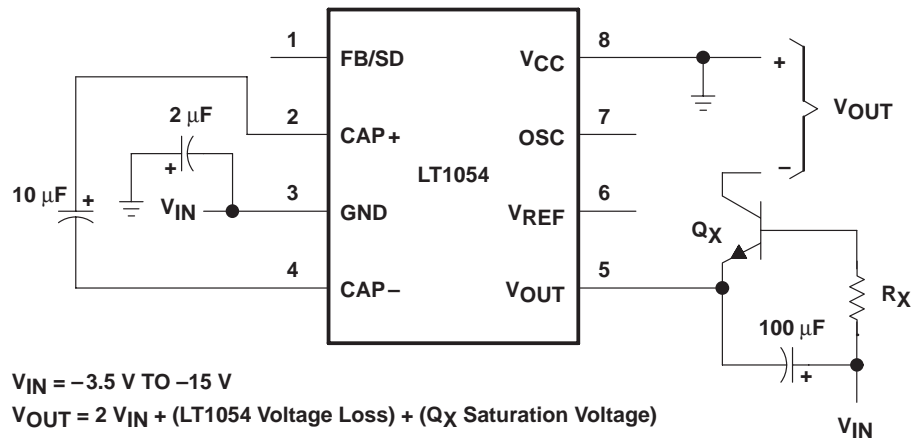 1
FB/SD
VCC
8
+
2 μF
2
CAP+
OSC
7
VOUT
+
LT1054
–
10 μF
+
VIN
3
GND
VREF
6
QX
4
CAP–
VOUT
5
RX
100 μF
+
VIN
VIN = –3.5 V TO –15 V
VOUT = 2 VIN + (LT1054 Voltage Loss) + (QX Saturation Voltage)